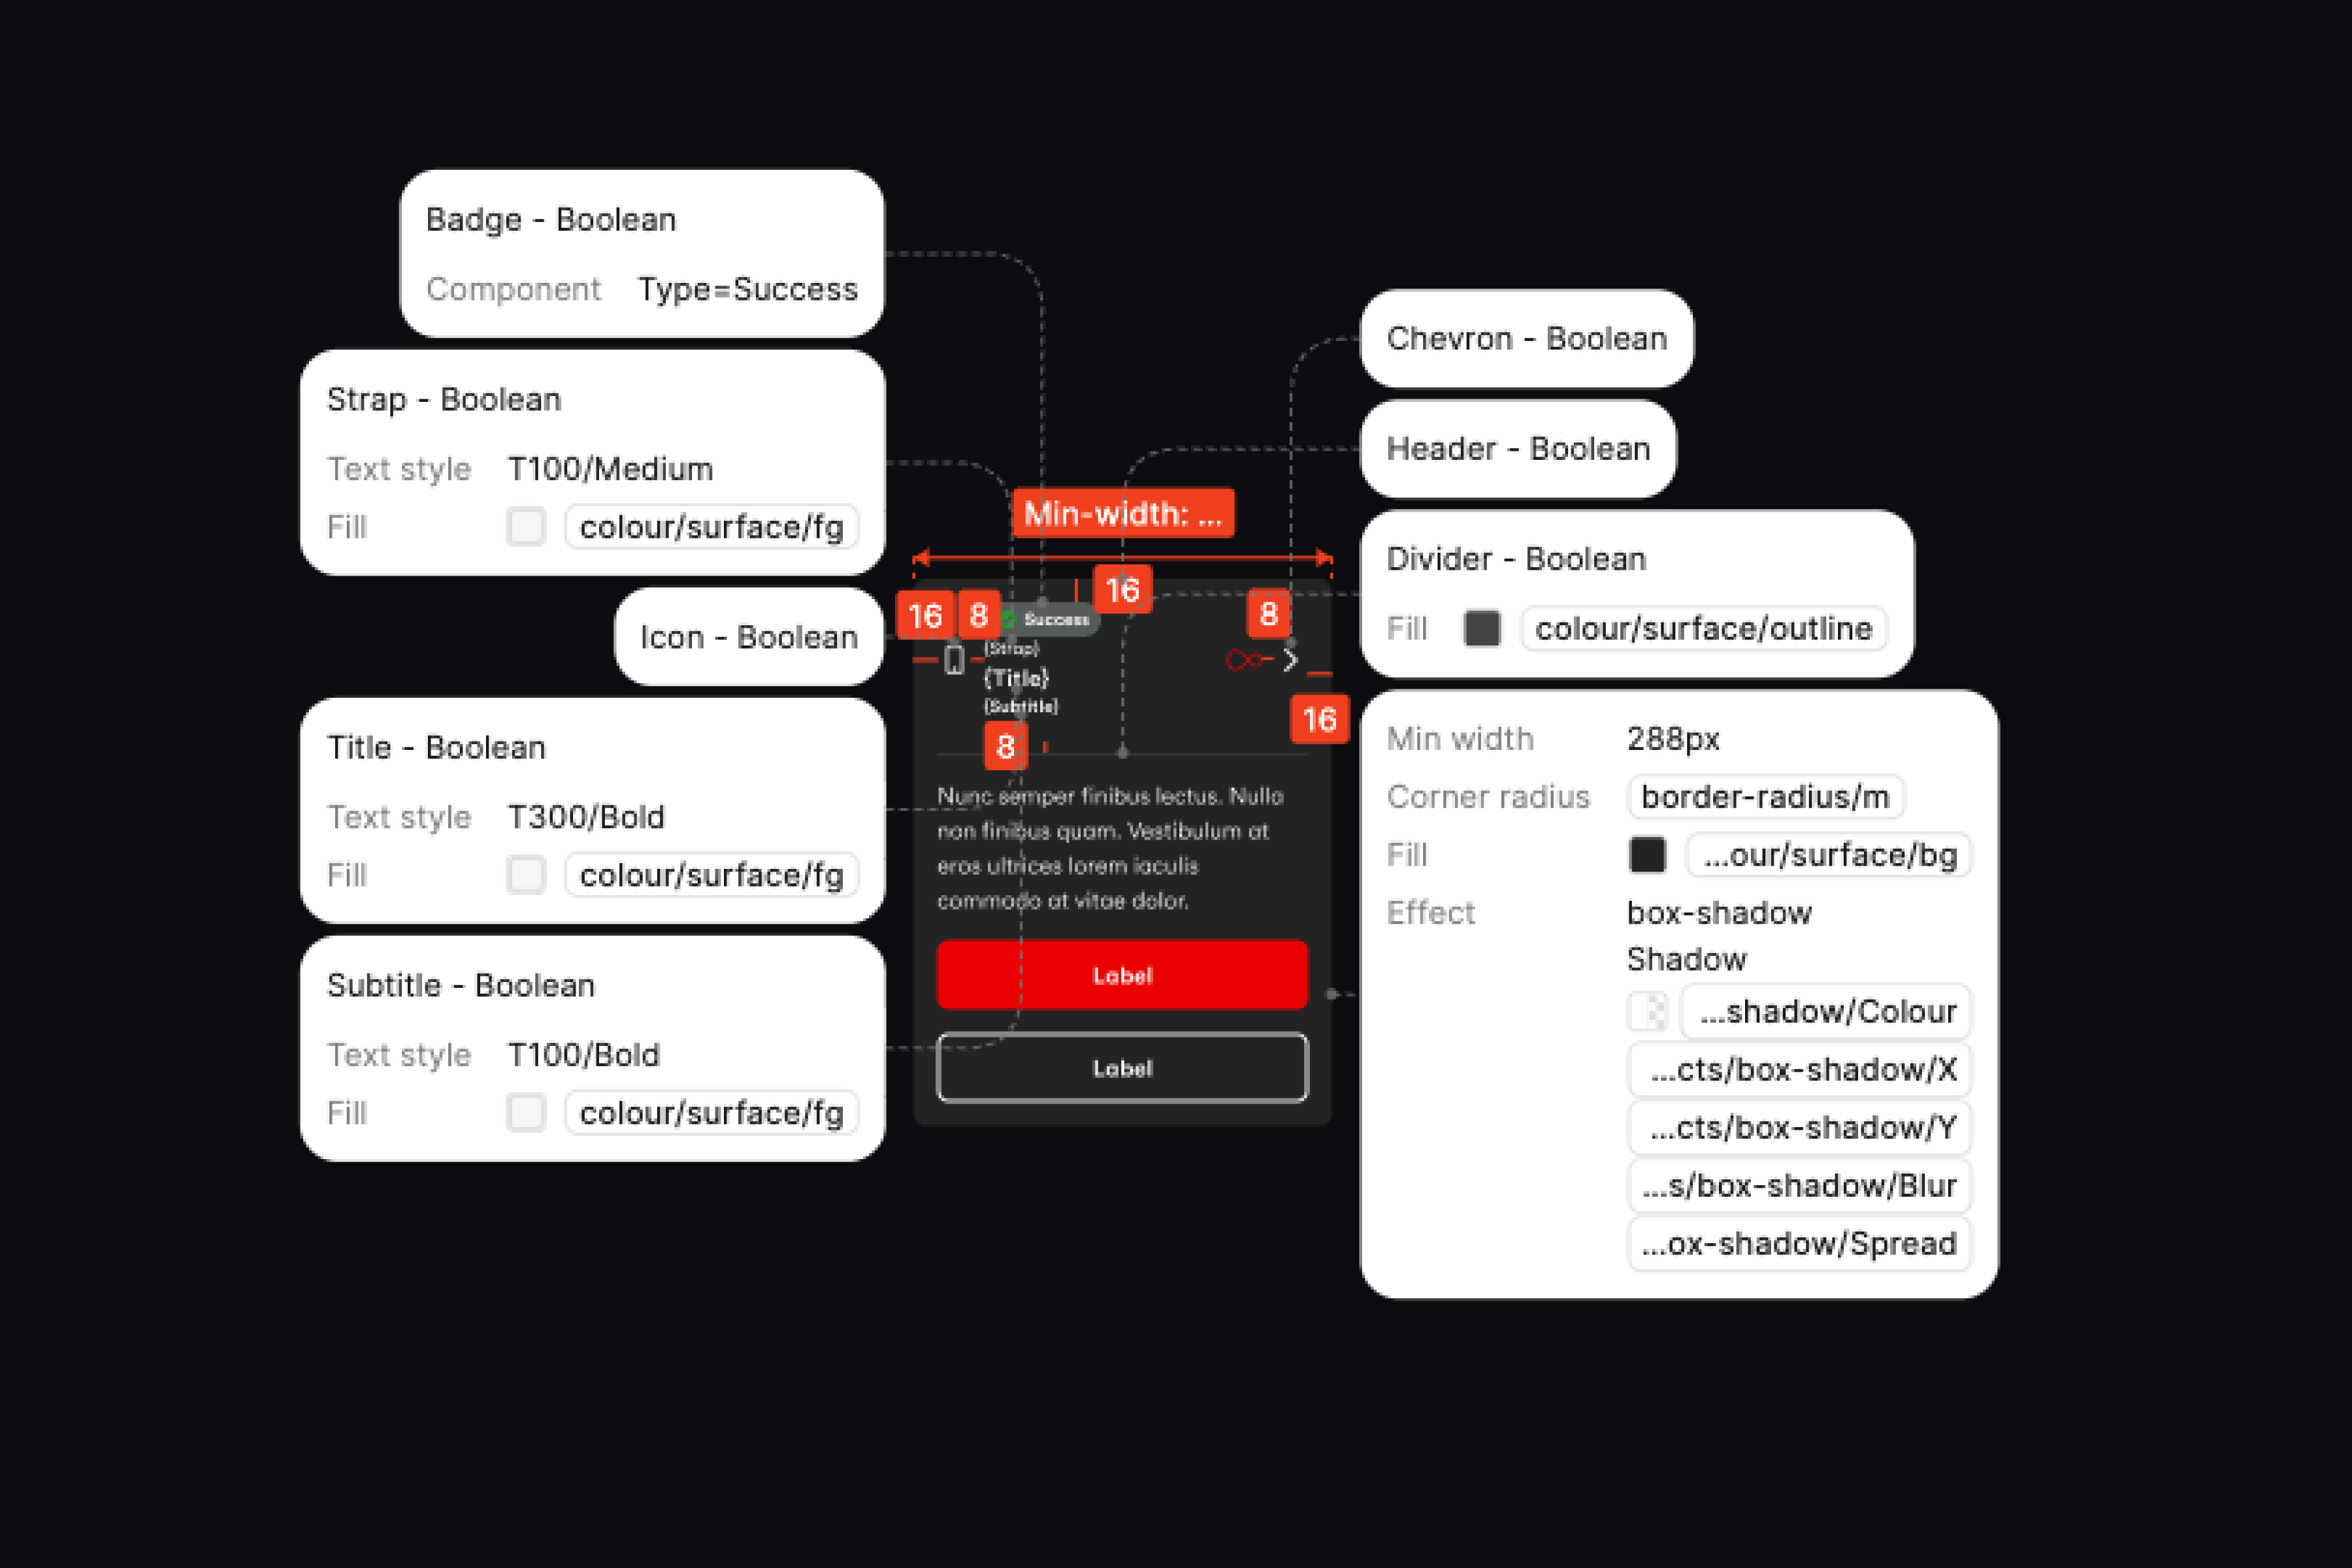 Badge - Boolean
Component Type=Success
Strap - Boolean
Text style T100/Medium
Fill colour/surface/fg
Icon - Boolean
Title - Boolean
Text style T300/Bold
Fill colour/surface/fg
Subtitle - Boolean
Text style T100/Bold
Fill colour/surface/fg
Min-width: ...
16
16 8 Success 8
{Strap}
{Title}
{Subtitle}
16
8
Nunc semper finibus lectus. Nulla
non finibus quam. Vestibulum at
eros ultrices lorem iaculis
commodo at vitae dolor.
Label
Label
Chevron - Boolean
Header - Boolean
Divider - Boolean
Fill colour/surface/outline
Min width 288px
Corner radius border-radius/m
Fill ...our/surface/bg
Effect box-shadow
Shadow
...shadow/Colour
...cts/box-shadow/X
...cts/box-shadow/Y
...s/box-shadow/Blur
...ox-shadow/Spread